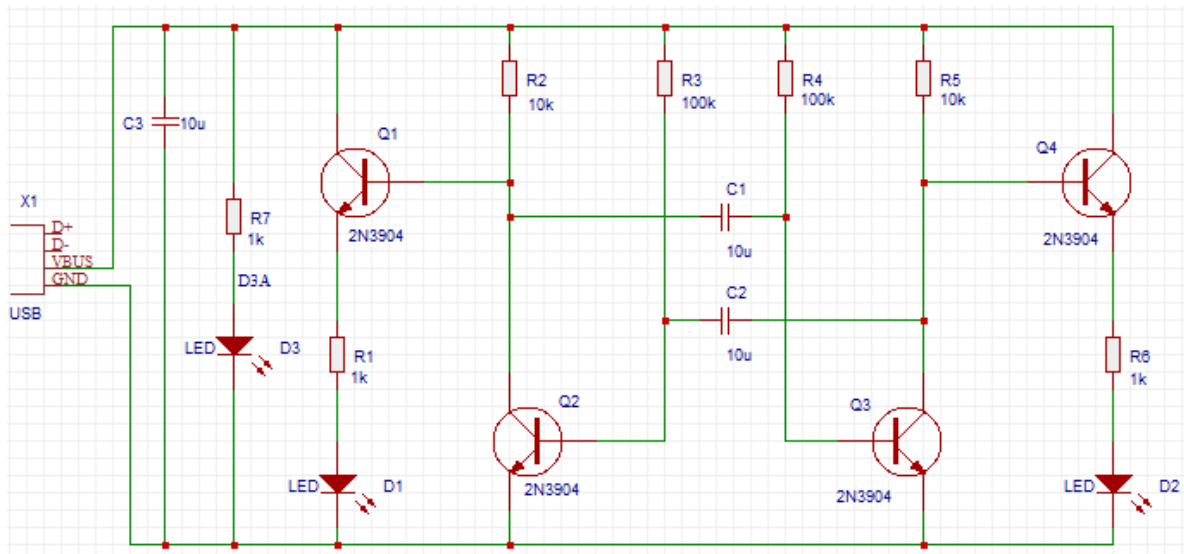 R2
10k
R3
100k
R4
100k
R5
10k
C3
10u
Q1
Q4
X1
D+
D-
VBUS
GND
USB
R7
1k
D3A
2N3904
C1
10u
2N3904
C2
10u
LED
D3
R1
1k
R6
1k
Q2
Q3
LED
D1
2N3904
2N3904
LED
D2